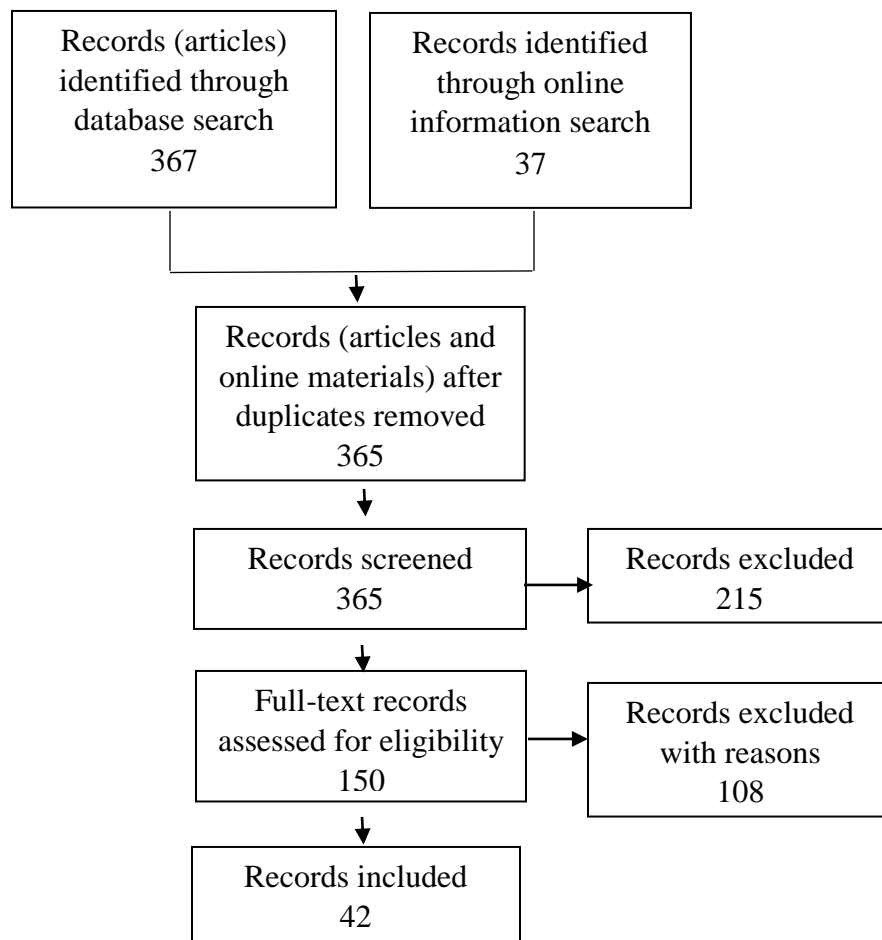 Records (articles)
identified through
database search
367
Records identified
through online
information search
37
Records (articles and
online materials) after
duplicates removed
365
Records screened
365
Records excluded
215
Full-text records
assessed for eligibility
150
Records excluded
with reasons
108
Records included
42